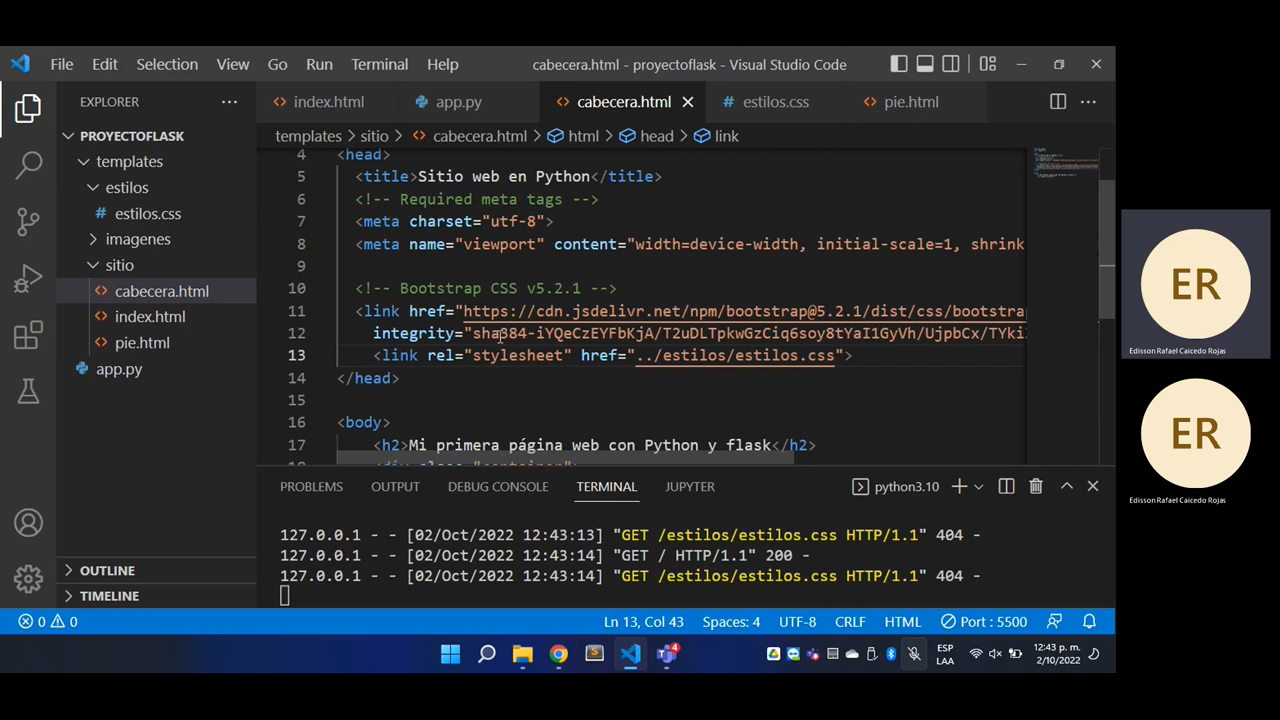 File Edit Selection View Go Run Terminal Help cabecera.html - proyectoflask - Visual Studio Code
EXPLORER
index.html app.py cabecera.html estilos.css pie.html
PROYECTOFLASK
templates
estilos
estilos.css
imagenes
sitio
cabecera.html
index.html
pie.html
app.py
OUTLINE
TIMELINE
templates > sitio > cabecera.html > html > head > link
4 <head>
5 <title>Sitio web en Python</title>
6 <!-- Required meta tags -->
7 <meta charset="utf-8">
8 <meta name="viewport" content="width=device-width, initial-scale=1, shrink
9
10 <!-- Bootstrap CSS v5.2.1 -->
11 <link href="https://cdn.jsdelivr.net/npm/bootstrap@5.2.1/dist/css/bootstrap
12 integrity="sha384-iYQeCzEYFbKjA/T2uDLTpkwGzCiq6soy8tYaI1GyVh/UjpbCx/TYki
13 <link rel="stylesheet" href="../estilos/estilos.css">
14 </head>
15
16 <body>
17 <h2>Mi primera página web con Python y flask</h2>
PROBLEMS OUTPUT DEBUG CONSOLE TERMINAL JUPYTER python3.10
127.0.0.1 - - [02/Oct/2022 12:43:13] "GET /estilos/estilos.css HTTP/1.1" 404 -
127.0.0.1 - - [02/Oct/2022 12:43:14] "GET / HTTP/1.1" 200 -
127.0.0.1 - - [02/Oct/2022 12:43:14] "GET /estilos/estilos.css HTTP/1.1" 404 -
0 0 Ln 13, Col 43 Spaces: 4 UTF-8 CRLF HTML Port : 5500
4
ESP
LAA
12:43 p. m.
2/10/2022
ER
Edisson Rafael Caicedo Rojas
ER
Edisson Rafael Caicedo Rojas